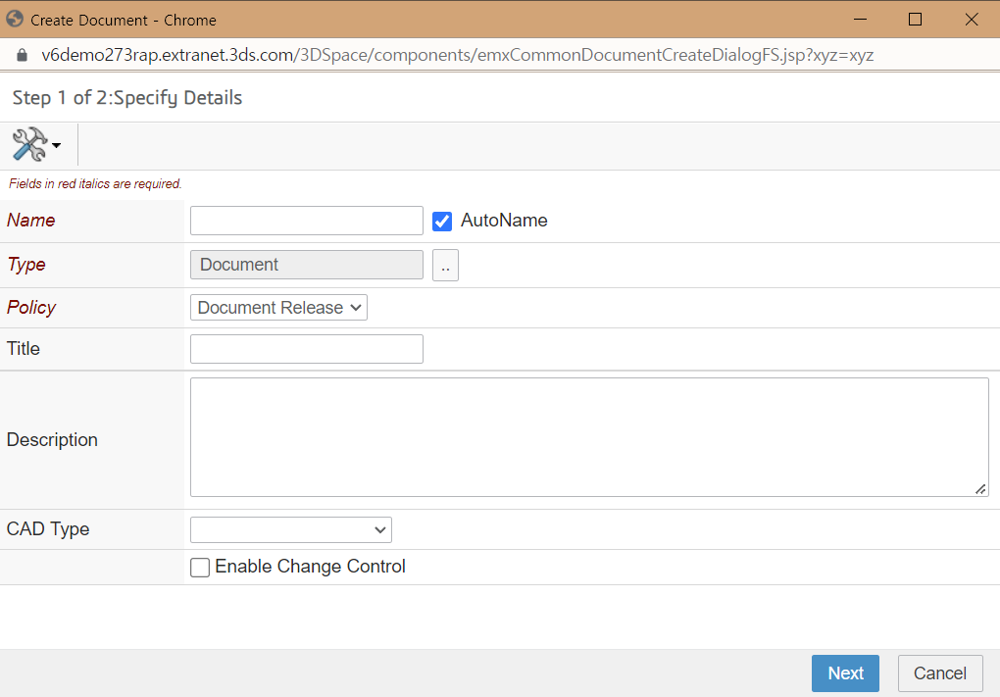 Create Document - Chrome
v6demo273rap.extranet.3ds.com/3DSpace/components/emxCommonDocumentCreateDialogFS.jsp?xyz=xyz
Step 1 of 2:Specify Details
Fields in red italics are required.
Name AutoName
Type Document ..
Policy Document Release
Title
Description
CAD Type
Enable Change Control
Next Cancel